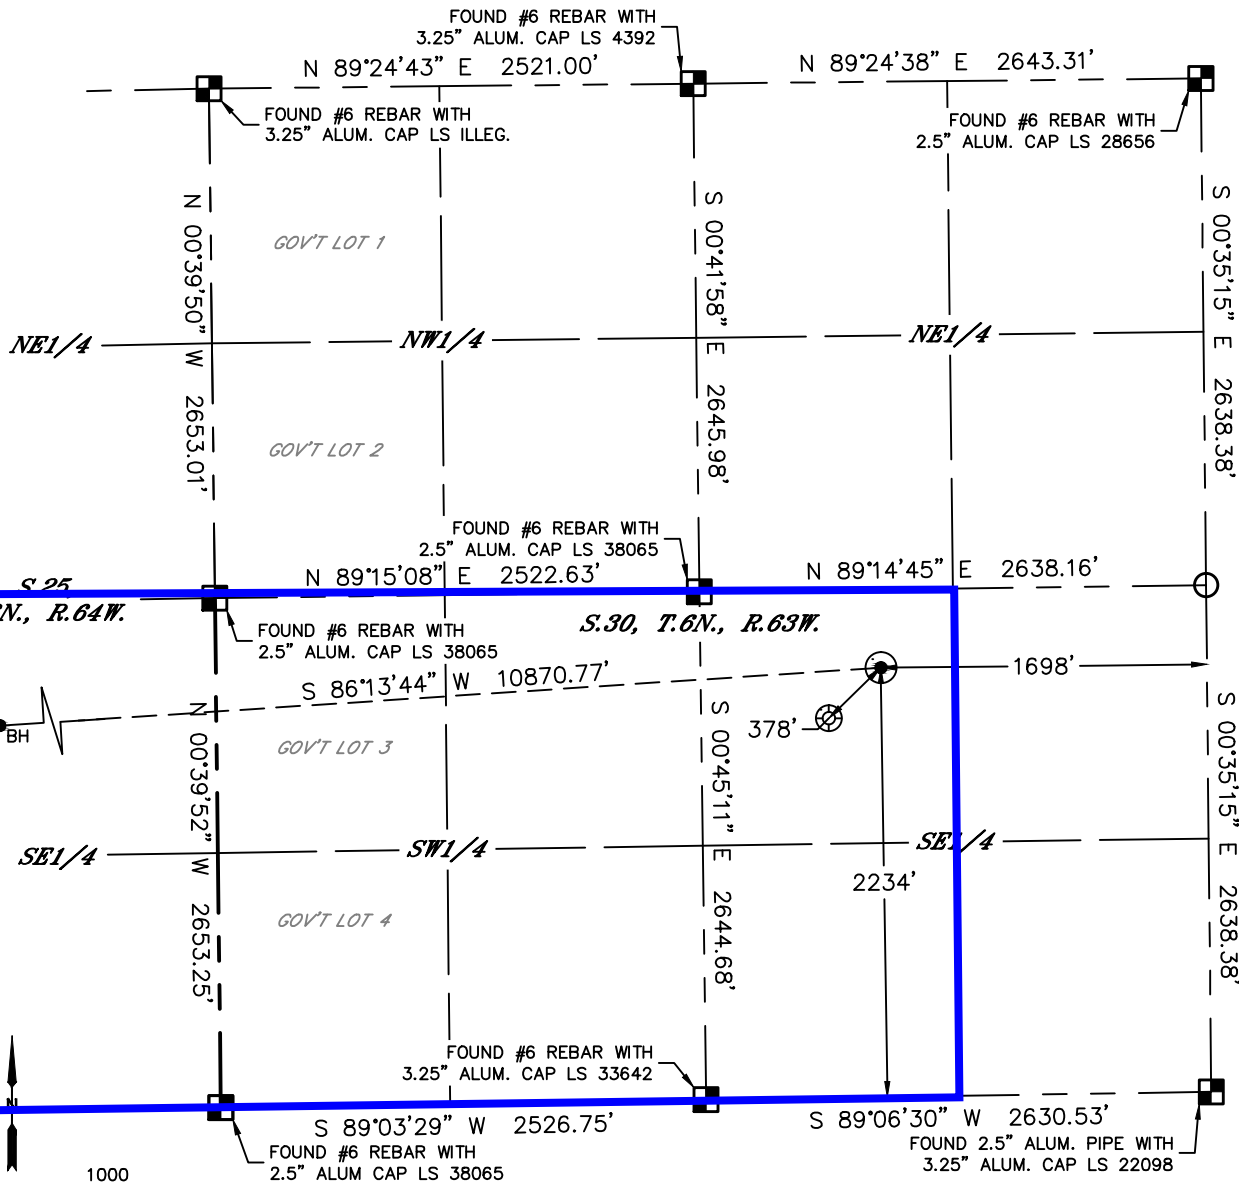 FOUND #6 REBAR WITH
3.25” ALUM. CAP LS 4392
N 89°24'43” E 2521.00'
N 89°24'38” E 2643.31'
FOUND #6 REBAR WITH
3.25” ALUM. CAP LS ILLEG.
FOUND #6 REBAR WITH
2.5” ALUM. CAP LS 28656
N 00°39'50” W 2653.01'
S 00°41'58” E 2645.98'
S 00°35'15” E 2638.38'
GOV'T LOT 1
NE1/4
NW1/4
NE1/4
GOV'T LOT 2
FOUND #6 REBAR WITH
2.5” ALUM. CAP LS 38065
N 89°15'08” E 2522.63'
N 89°14'45” E 2638.16'
S.25
N., R.64W.
S.30, T.6N., R.63W.
FOUND #6 REBAR WITH
2.5” ALUM. CAP LS 38065
S 86°13'44” W 10870.77'
1698'
378'
BH
GOV'T LOT 3
N 00°39'52” W 2653.25'
S 00°45'11” E 2644.68'
S 00°35'15” E 2638.38'
SE1/4
SW1/4
SE1/4
2234'
GOV'T LOT 4
FOUND #6 REBAR WITH
3.25” ALUM. CAP LS 33642
N
S 89°03'29” W 2526.75'
S 89°06'30” W 2630.53'
FOUND #6 REBAR WITH
2.5” ALUM CAP LS 38065
FOUND 2.5” ALUM. PIPE WITH
3.25” ALUM. CAP LS 22098
1000